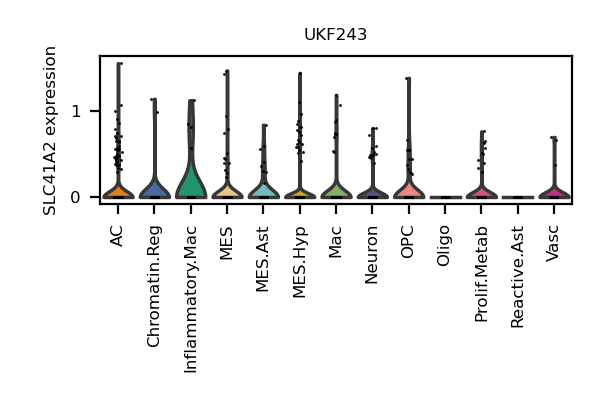 UKF243
SLC41A2 expression
1
0
AC
Chromatin.Reg
Inflammatory.Mac
MES
MES.Ast
MES.Hyp
Mac
Neuron
OPC
Oligo
Prolif.Metab
Reactive.Ast
Vasc